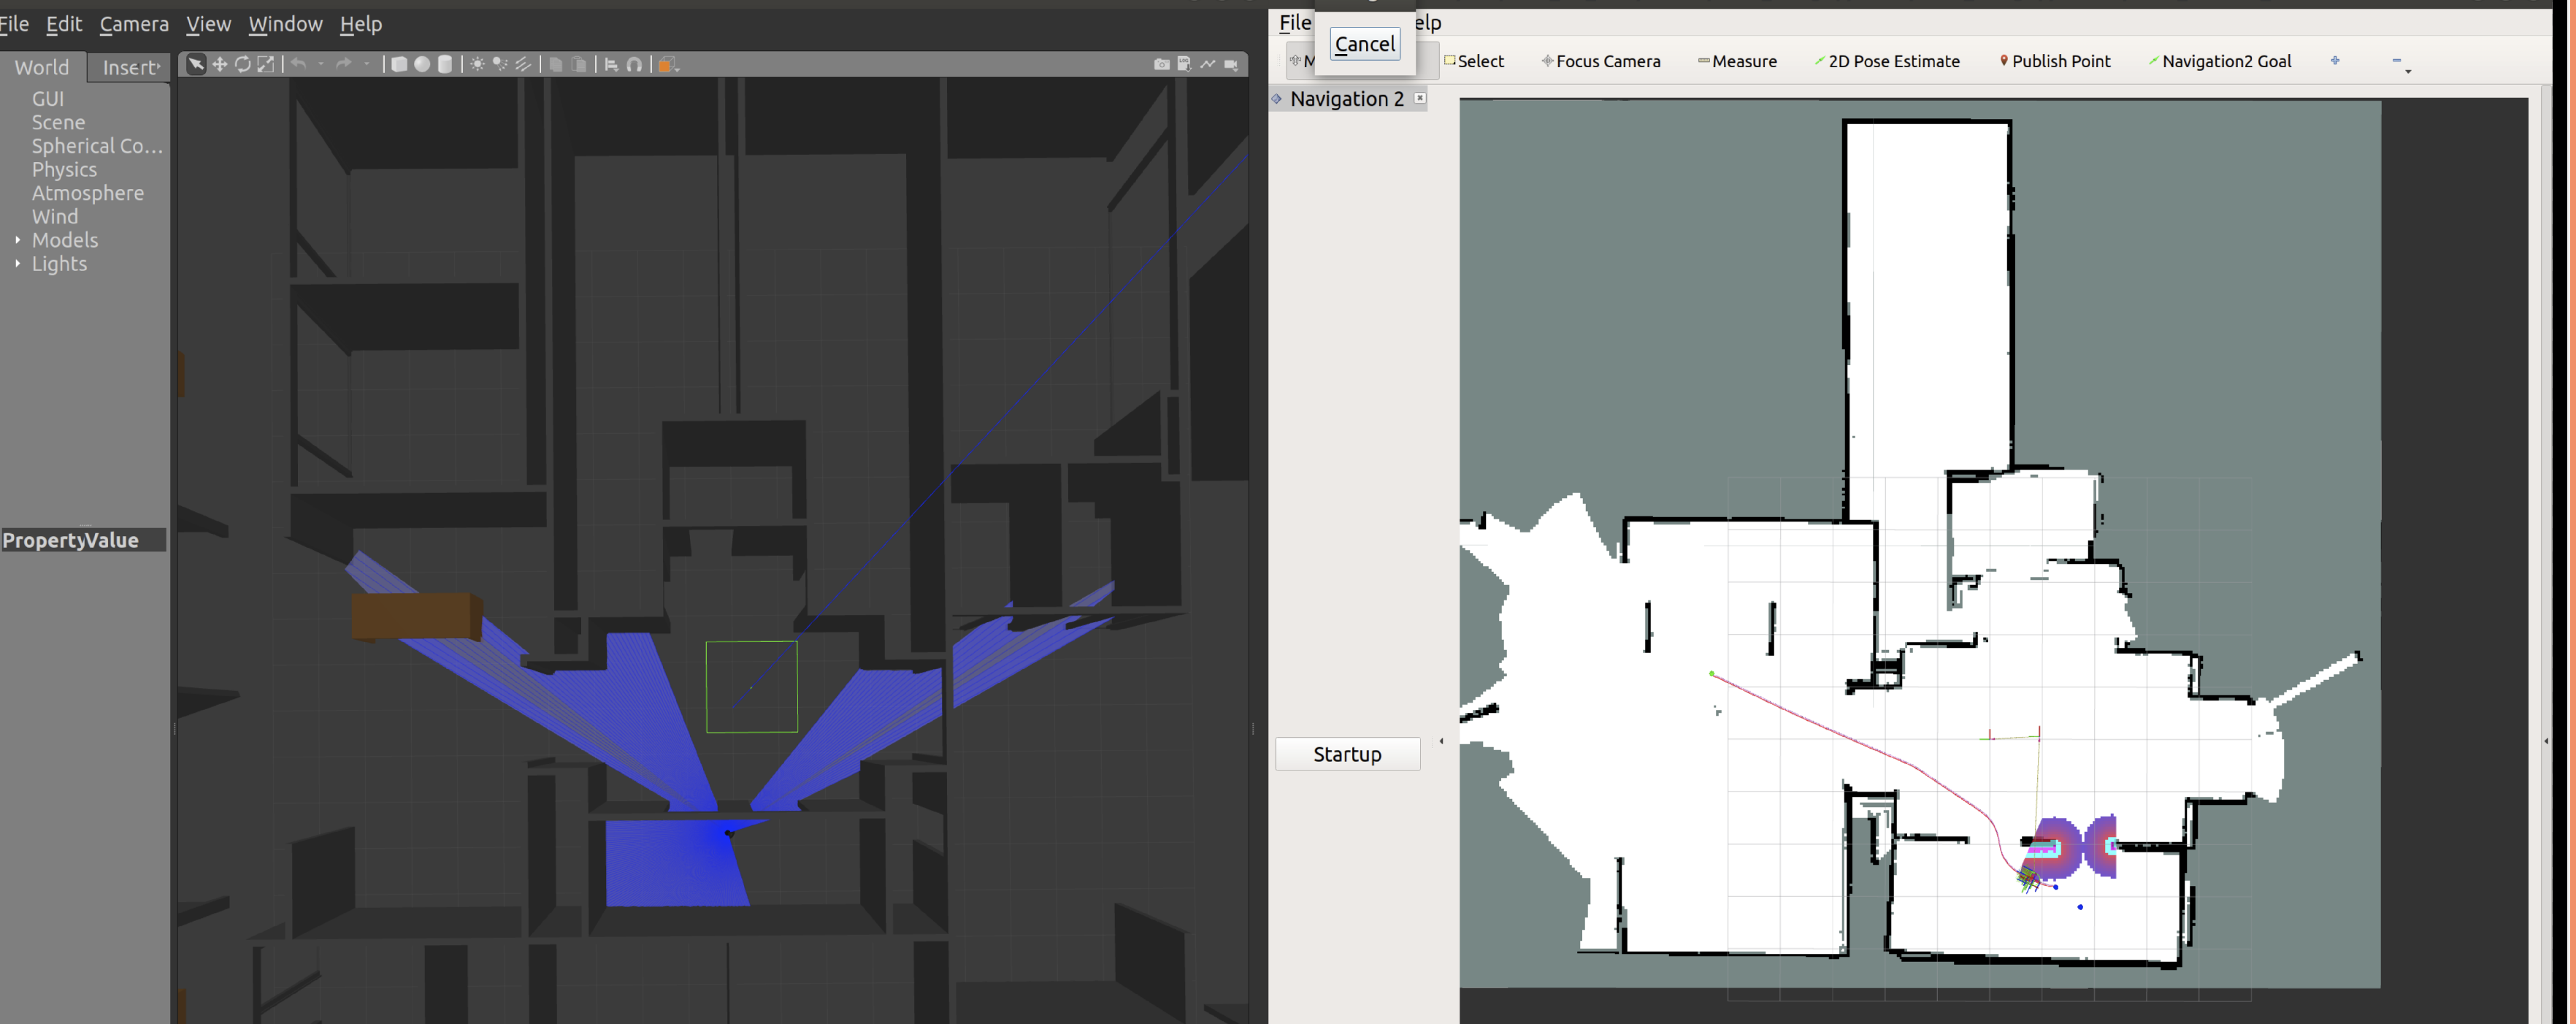 File Edit Camera View Window Help
World Insert
GUI
Scene
Spherical Co...
Physics
Atmosphere
Wind
Models
Lights
PropertyValue
File elp
Cancel
M Select Focus Camera Measure 2D Pose Estimate Publish Point Navigation2 Goal
Navigation 2
Startup